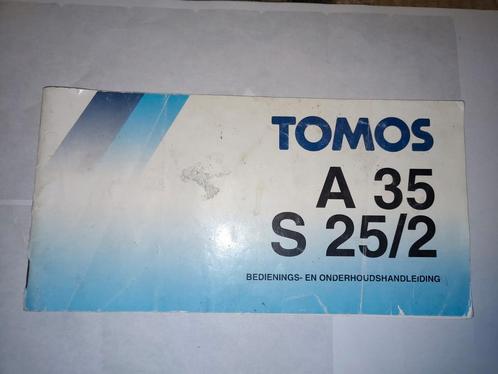 TOMOS
A 35
S 25/2
BEDIENINGS- EN ONDERHOUDSHANDLEIDING